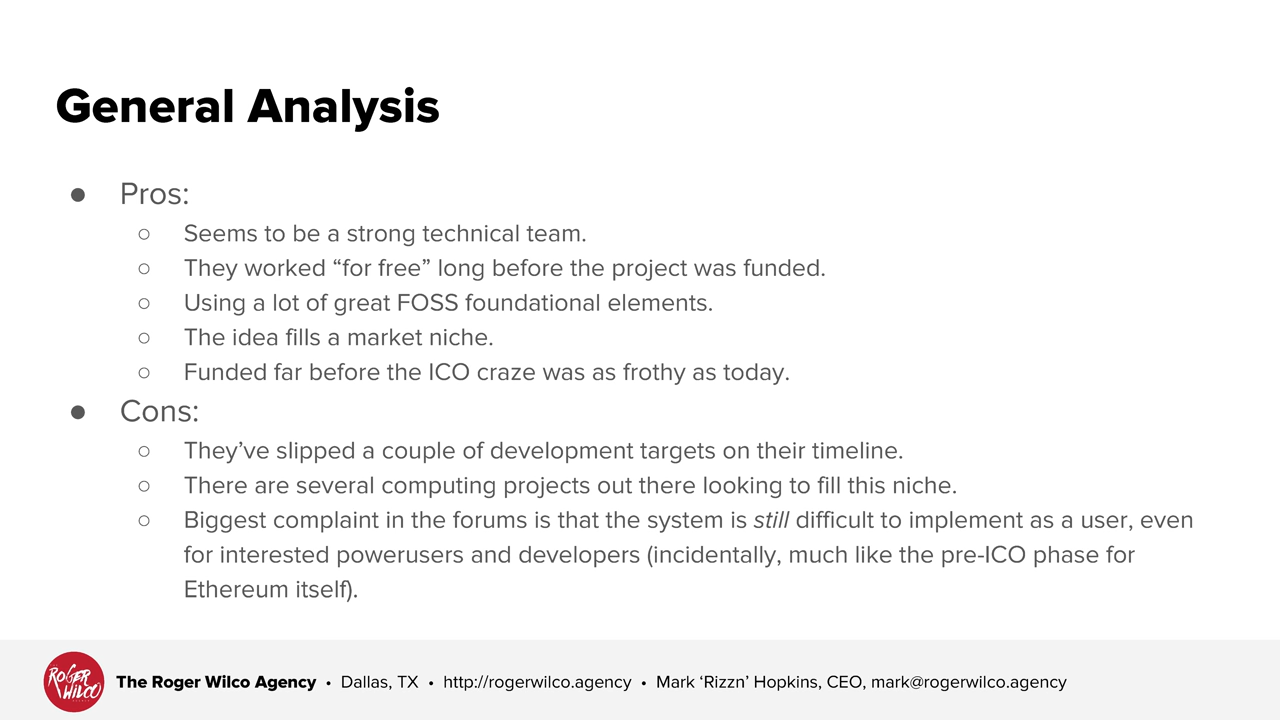 General Analysis
● Pros:
○ Seems to be a strong technical team.
○ They worked “for free” long before the project was funded.
○ Using a lot of great FOSS foundational elements.
○ The idea fills a market niche.
○ Funded far before the ICO craze was as frothy as today.
● Cons:
○ They’ve slipped a couple of development targets on their timeline.
○ There are several computing projects out there looking to fill this niche.
○ Biggest complaint in the forums is that the system is still difficult to implement as a user, even
for interested powerusers and developers (incidentally, much like the pre-ICO phase for
Ethereum itself).
ROGER
WILCO
The Roger Wilco Agency • Dallas, TX • http://rogerwilco.agency • Mark ‘Rizzn’ Hopkins, CEO, mark@rogerwilco.agency